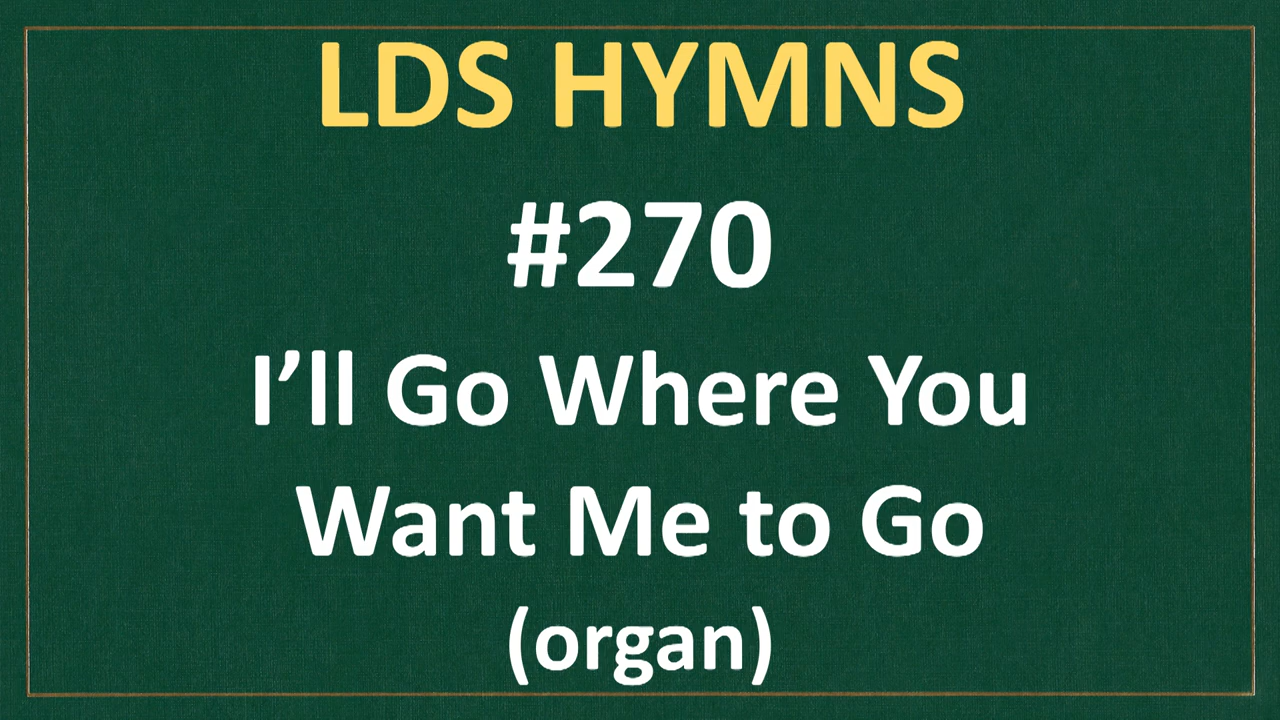 LDS HYMNS
#270
I’ll Go Where You
Want Me to Go
(organ)